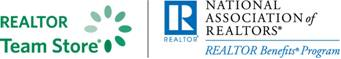 REALTOR
Team Store®
R
REALTOR®
NATIONAL
ASSOCIATION of
REALTORS®
REALTOR Benefits® Program